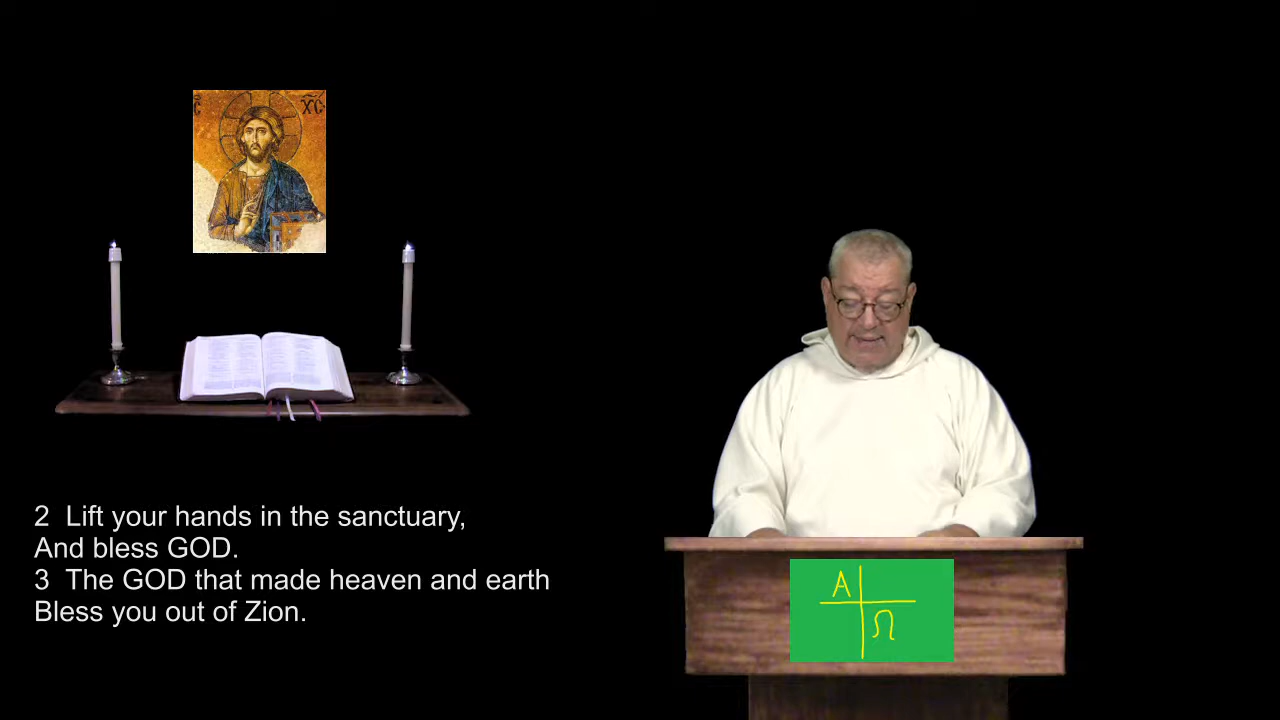 C
XC
2 Lift your hands in the sanctuary,
And bless GOD.
3 The GOD that made heaven and earth
Bless you out of Zion.
A
Ω